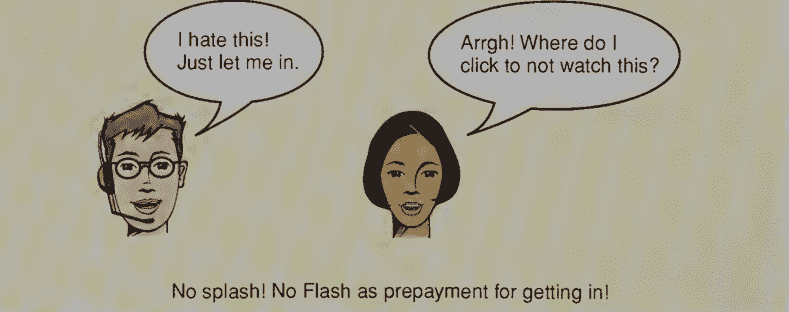 I hate this!
Just let me in.
Arrgh! Where do I
click to not watch this?
No splash! No Flash as prepayment for getting in!